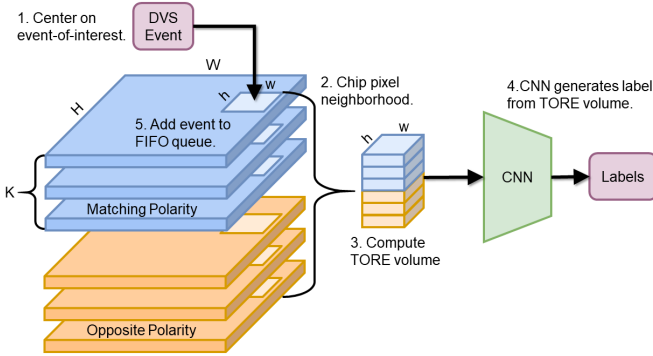 1. Center on
event-of-interest.
DVS
Event
W
H
h
w
2. Chip pixel
neighborhood.
4.CNN generates label
from TORE volume.
5. Add event to
FIFO queue.
h
w
K
CNN
Labels
Matching Polarity
3. Compute
TORE volume
Opposite Polarity